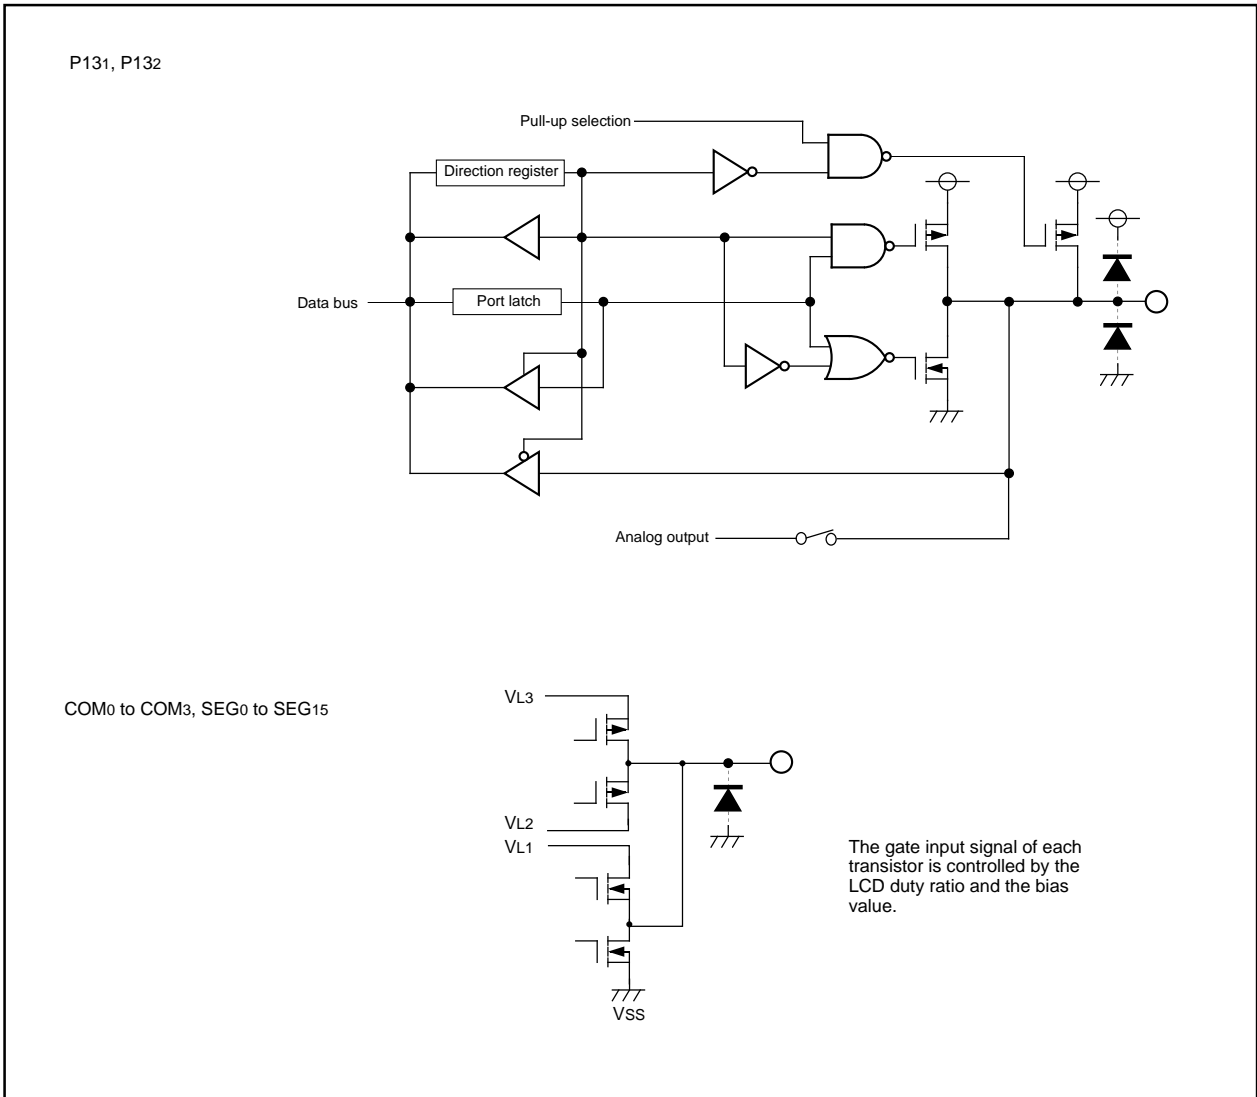 P131, P132
Pull-up selection
Direction register
Data bus
Port latch
Analog output
COM0 to COM3, SEG0 to SEG15
VL3
VL2
VL1
VSS
The gate input signal of each
transistor is controlled by the
LCD duty ratio and the bias
value.